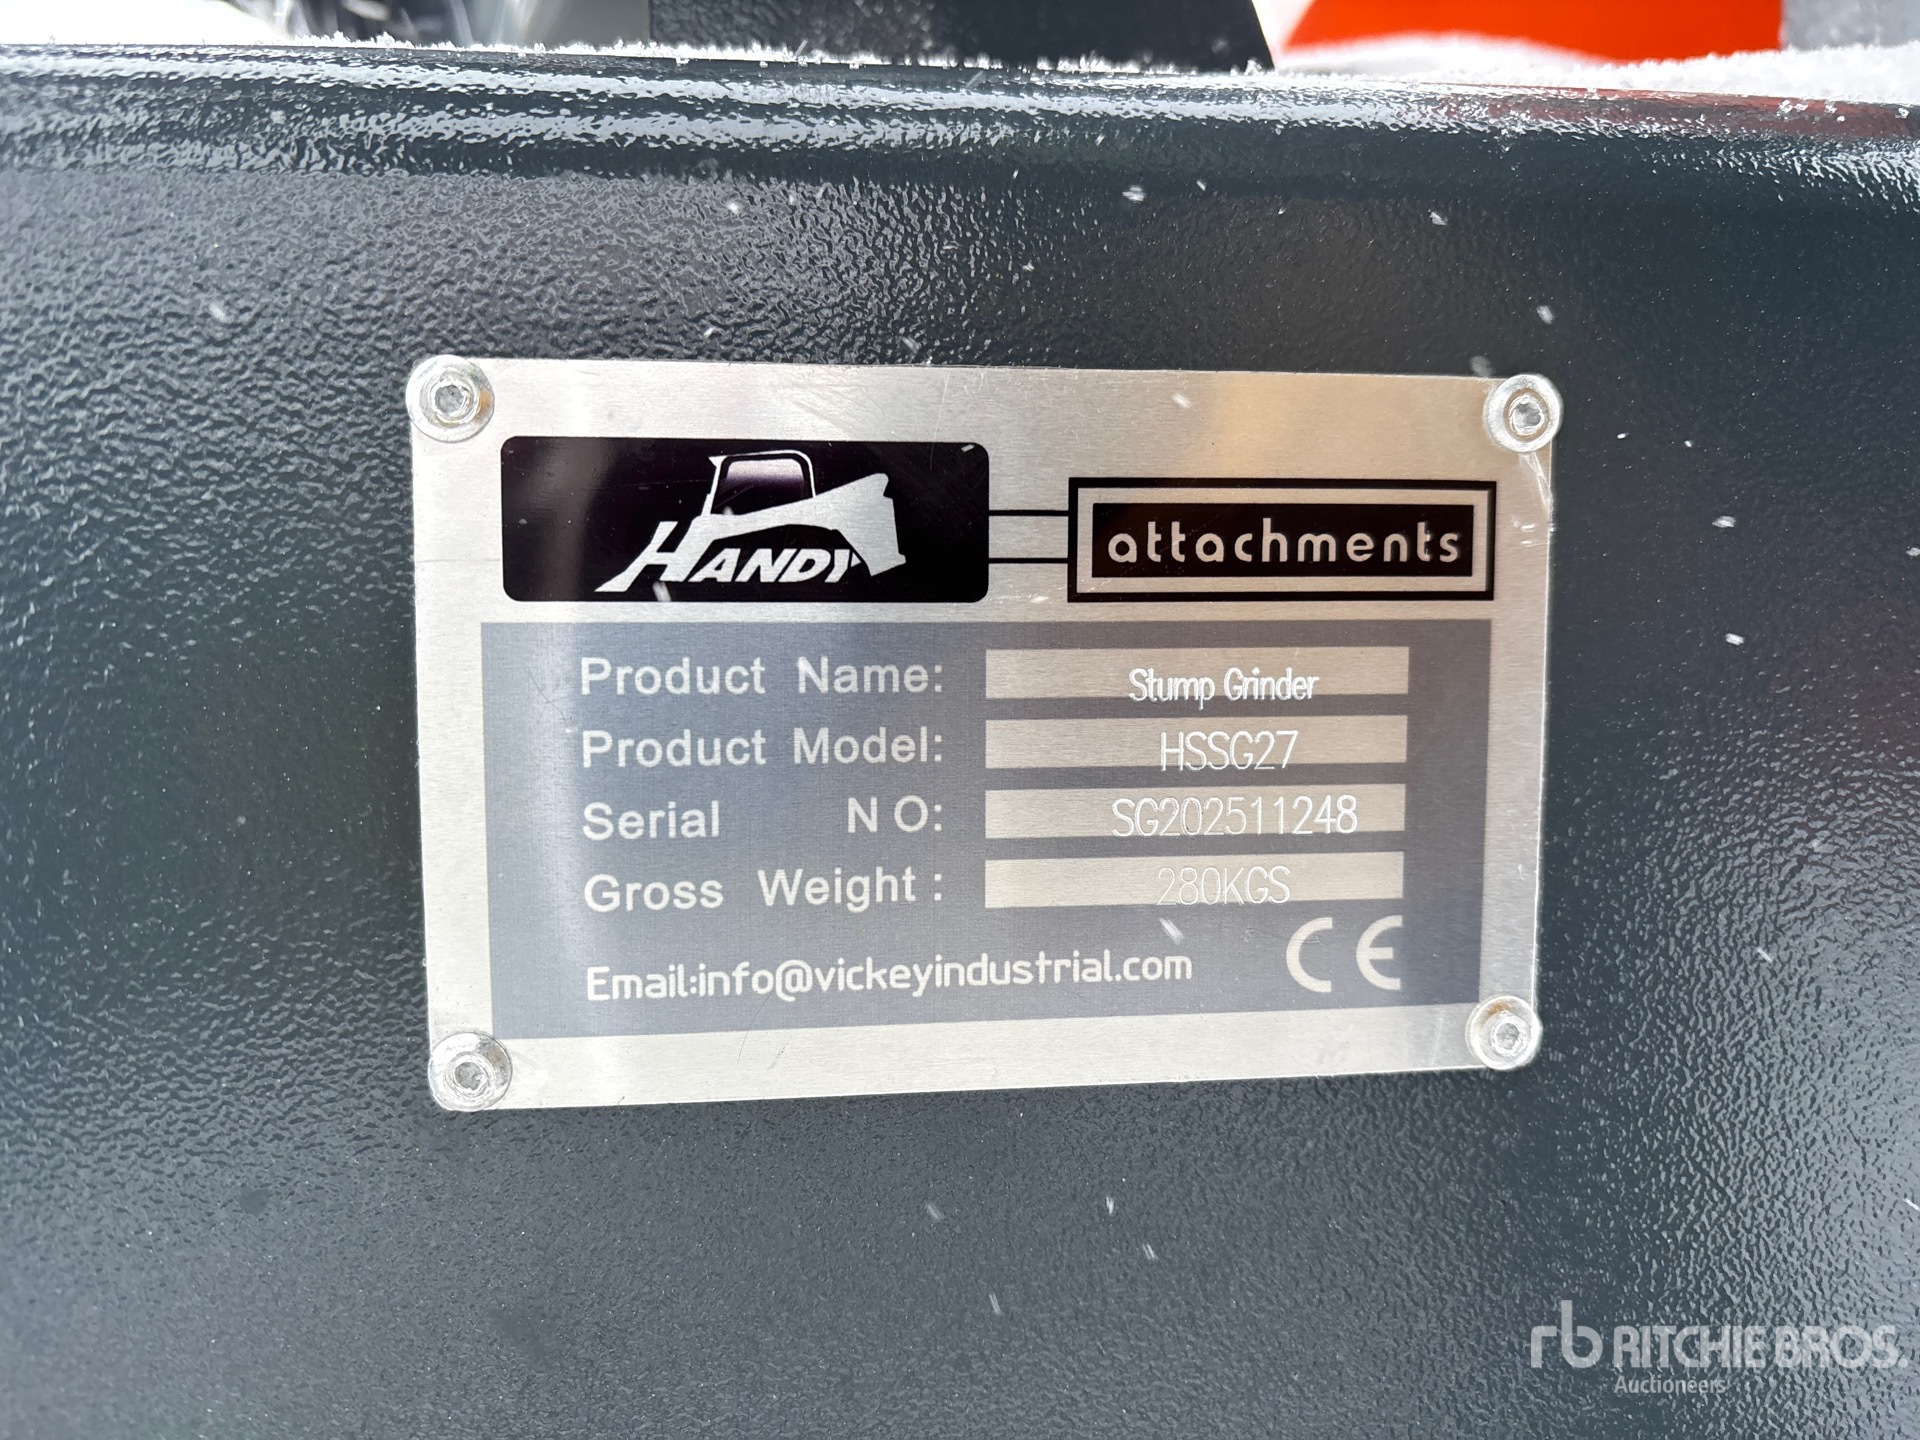 HANDY attachments
Product Name: Stump Grinder
Product Model: HSSG27
Serial NO: SG202511248
Gross Weight: 280KGS
Email:info@vickeyindustrial.com CE
rb RITCHIE BROS.
Auctioneers